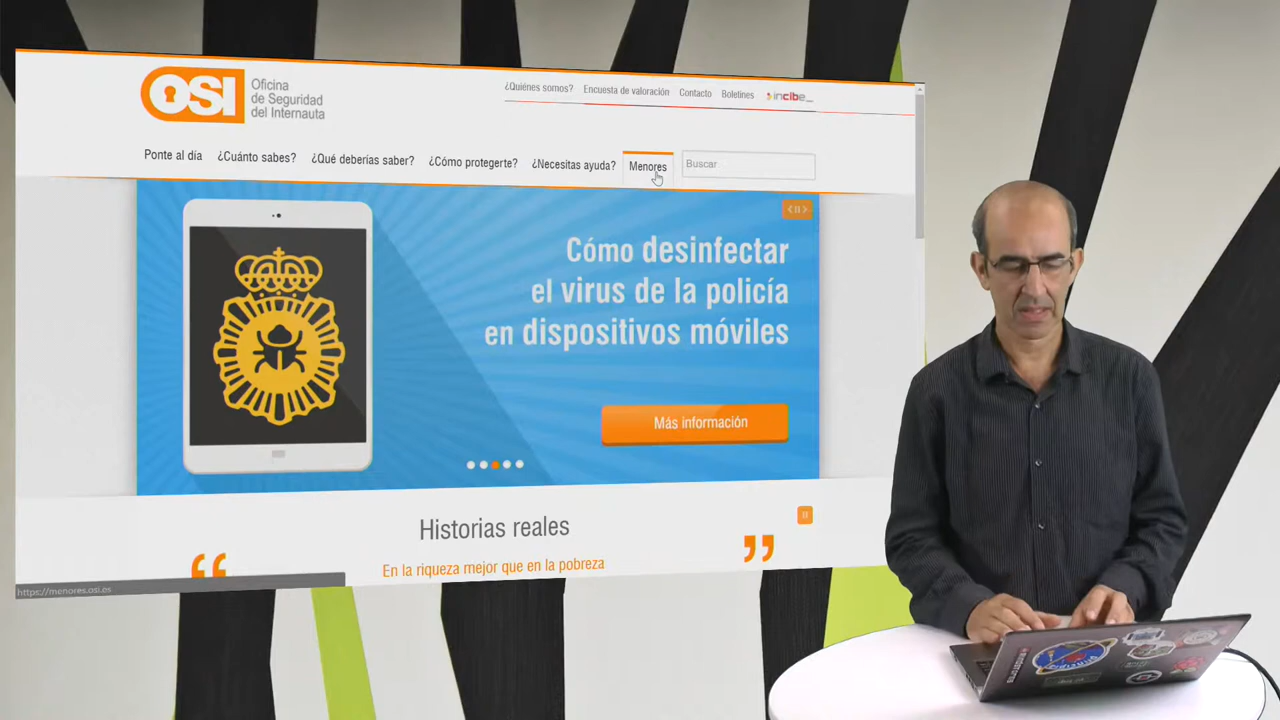 OSI
Oficina
de Seguridad
del Internauta
¿Quiénes somos? Encuesta de valoración Contacto Boletines incibe_
Ponte al día ¿Cuánto sabes? ¿Qué deberias saber? ¿Cómo protegerte? ¿Necesitas ayuda? Menores Buscar
Cómo desinfectar
el virus de la policía
en dispositivos móviles
Más información
Historias reales
“ ”
En la riqueza mejor que en la pobreza
https://menores.osi.es